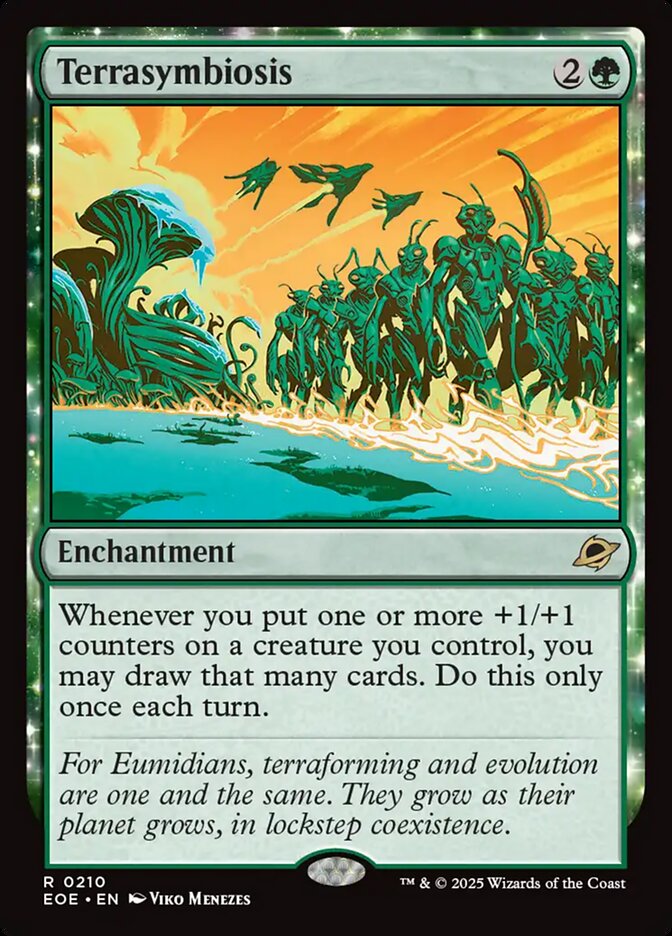 Terrasymbiosis 2
Enchantment
Whenever you put one or more +1/+1
counters on a creature you control, you
may draw that many cards. Do this only
once each turn.
For Eumidians, terraforming and evolution
are one and the same. They grow as their
planet grows, in lockstep coexistence.
R 0210
EOE • EN Viko Menezes
™ & © 2025 Wizards of the Coast